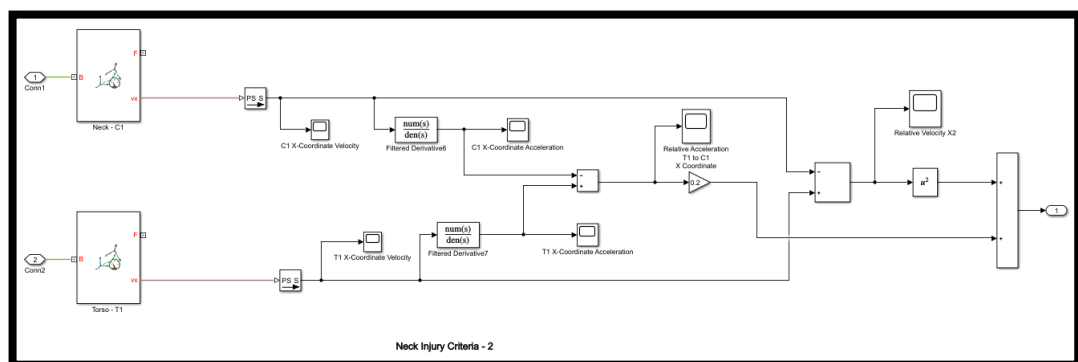 F
1
B
Conn1
vx
PS S
Neck - C1
C1 X-Coordinate Velocity
num(s)
den(s)
Filtered Derivative6
C1 X-Coordinate Acceleration
Relative Acceleration
T1 to C1
X Coordinate
Relative Velocity X2
−
+
0.2
−
+
u²
+
+
1
F
2
B
Conn2
vx
PS S
Torso - T1
T1 X-Coordinate Velocity
num(s)
den(s)
Filtered Derivative7
T1 X-Coordinate Acceleration
Neck Injury Criteria - 2